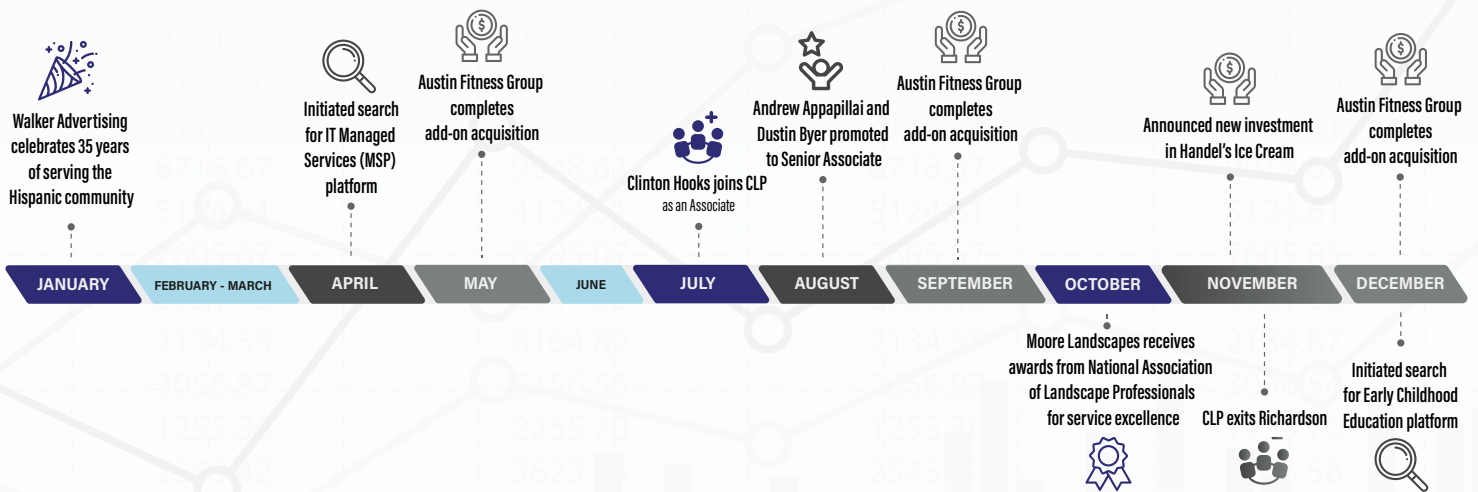 Walker Advertising
celebrates 35 years
of serving the
Hispanic community
Initiated search
for IT Managed
Services (MSP)
platform
Austin Fitness Group
completes
add-on acquisition
Clinton Hooks joins CLP
as an Associate
Andrew Appapillai and
Dustin Byer promoted
to Senior Associate
Austin Fitness Group
completes
add-on acquisition
Announced new investment
in Handel's Ice Cream
Austin Fitness Group
completes
add-on acquisition
JANUARY
FEBRUARY - MARCH
APRIL
MAY
JUNE
JULY
AUGUST
SEPTEMBER
OCTOBER
NOVEMBER
DECEMBER
Moore Landscapes receives
awards from National Association
of Landscape Professionals
for service excellence
CLP exits Richardson
Initiated search
for Early Childhood
Education platform